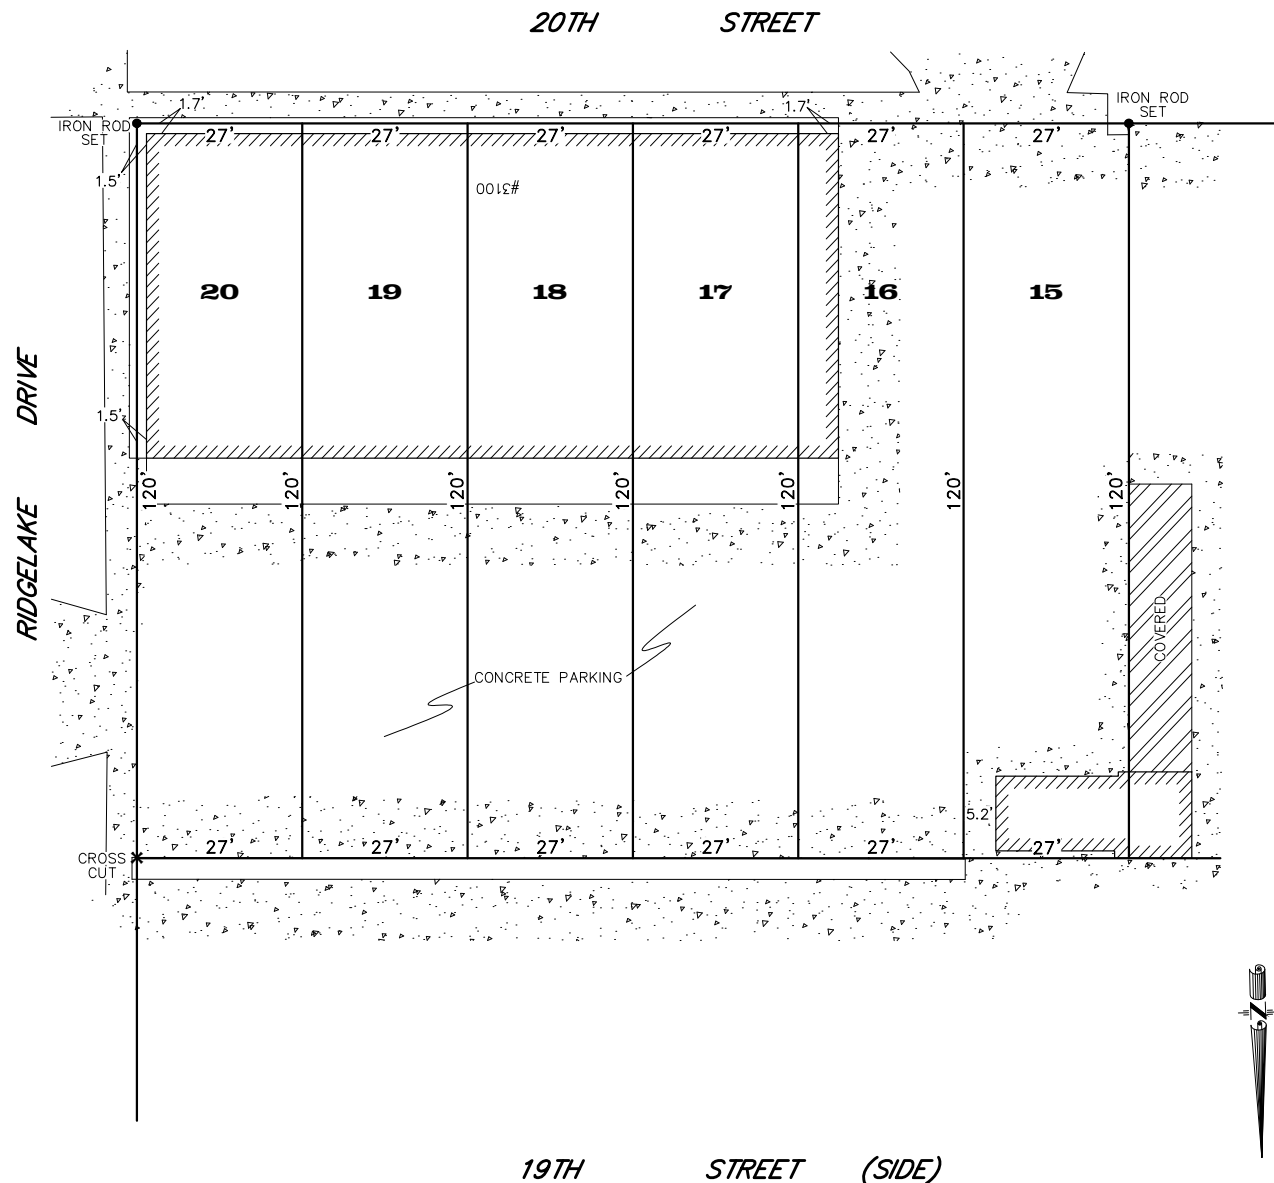 20TH STREET
IRON ROD
SET
1.7'
1.7'
IRON ROD
SET
27' 27' 27' 27' 27' 27'
1.5'
#3100
20 19 18 17 16 15
RIDGELAKE DRIVE
1.5'
120' 120' 120' 120' 120' 120' 120'
COVERED
CONCRETE PARKING
5.2'
27' 27' 27' 27' 27' 27'
CROSS
CUT
N
19TH STREET (SIDE)